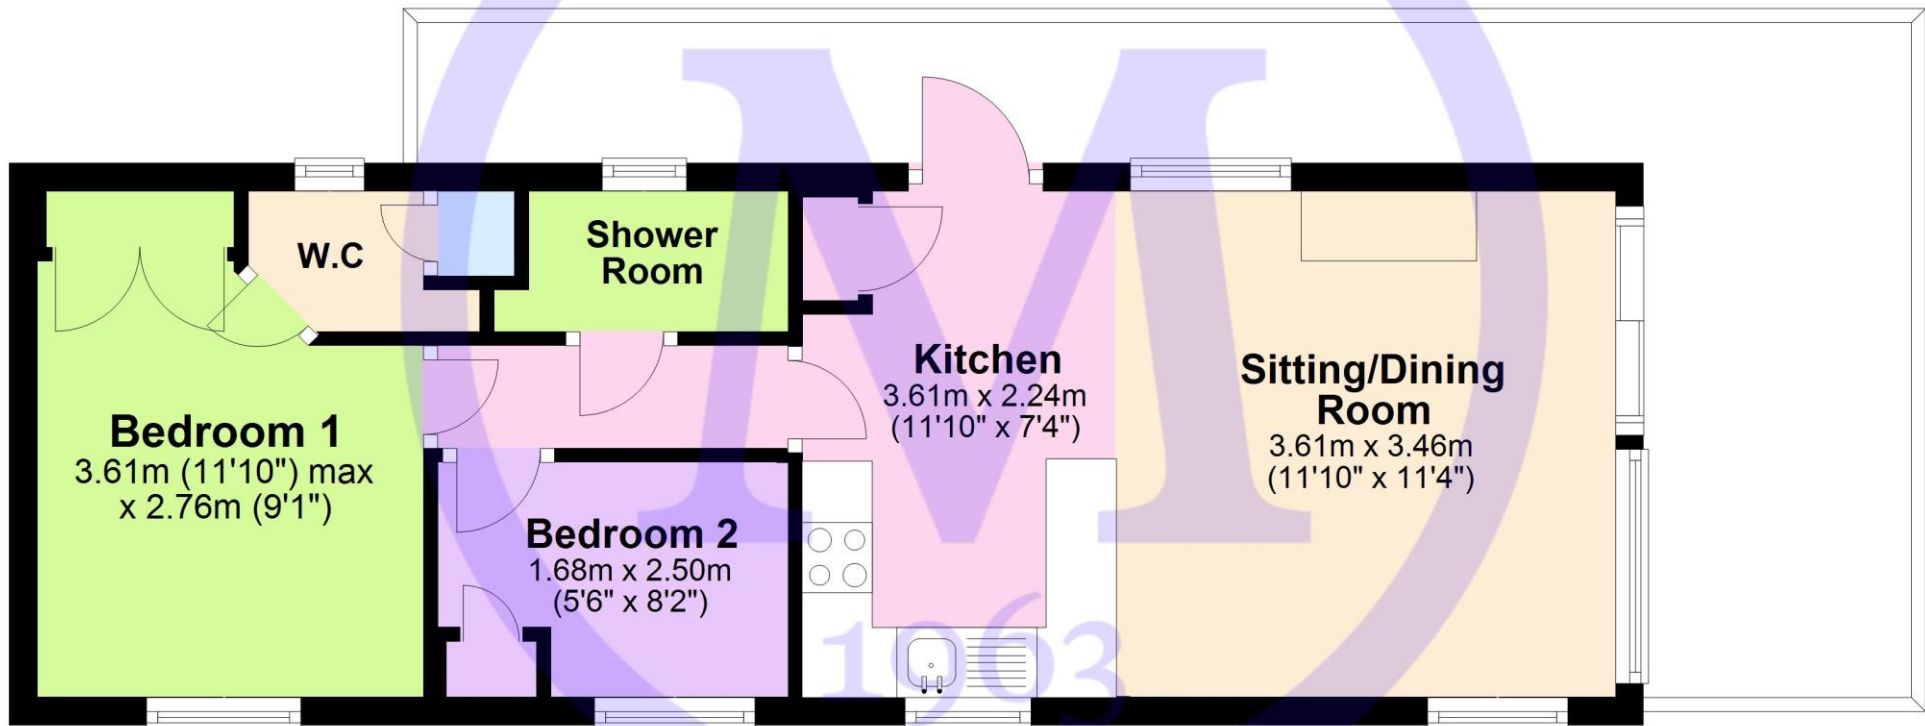 W.C
Shower
Room
Kitchen
3.61m x 2.24m
(11'10" x 7'4")
Sitting/Dining
Room
3.61m x 3.46m
(11'10" x 11'4")
Bedroom 1
3.61m (11'10") max
x 2.76m (9'1")
Bedroom 2
1.68m x 2.50m
(5'6" x 8'2")
M
1963